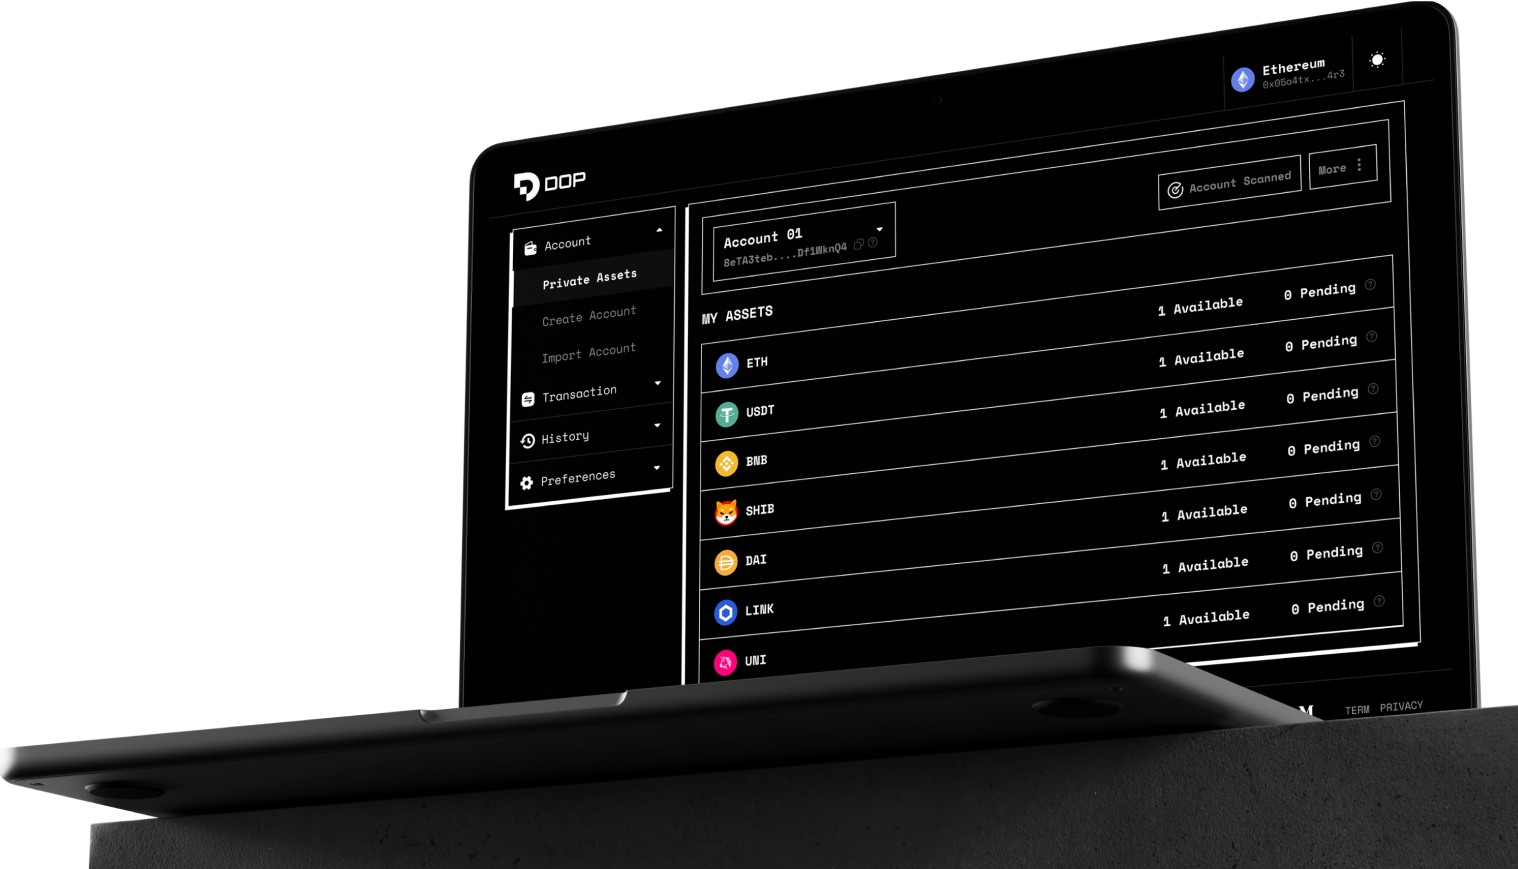 Ethereum
0x05a4tx...4r3
DOP
Account
Private Assets
Create Account
Import Account
Transaction
History
Preferences
Account 01
8eTA3teb....Df1WknQ4
Account Scanned
More
MY ASSETS
ETH 1 Available 0 Pending
USDT 1 Available 0 Pending
BNB 1 Available 0 Pending
SHIB 1 Available 0 Pending
DAI 1 Available 0 Pending
LINK 1 Available 0 Pending
UNI 1 Available 0 Pending
M TERM PRIVACY